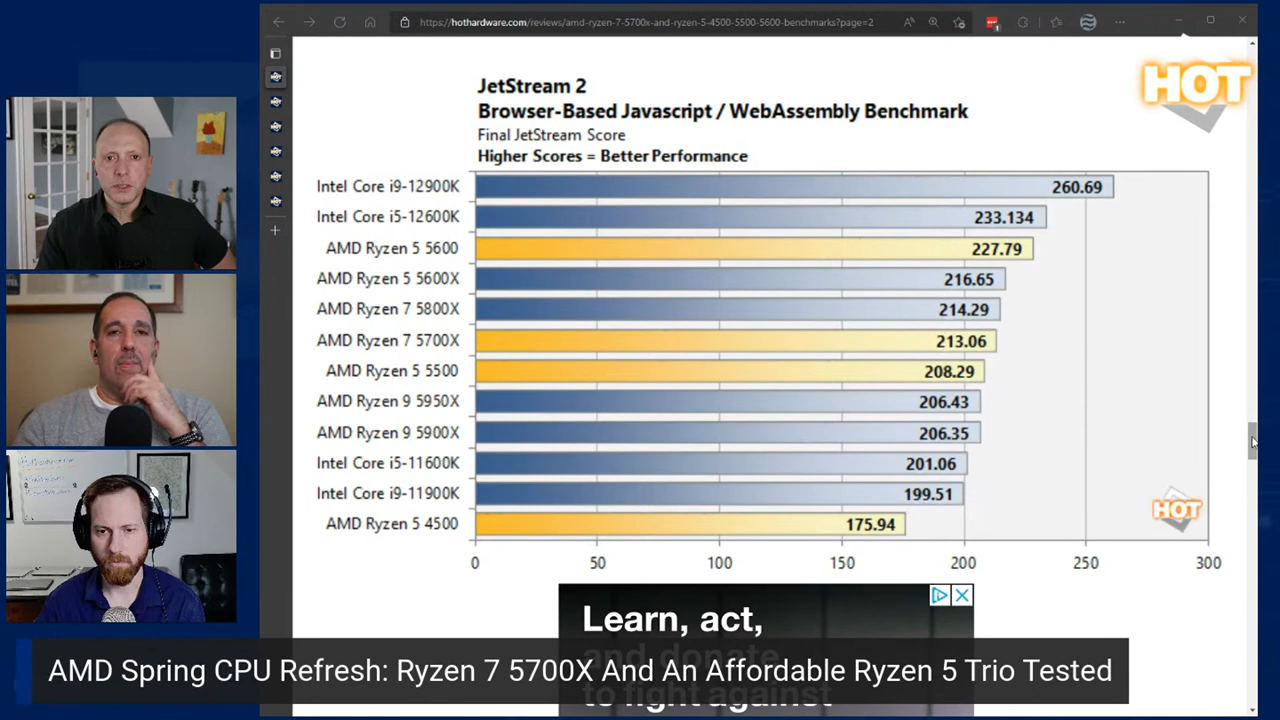 https://hothardware.com/reviews/amd-ryzen-7-5700x-and-ryzen-5-4500-5500-5600-benchmarks?page=2
HOT
JetStream 2
Browser-Based Javascript / WebAssembly Benchmark
Final JetStream Score
Higher Scores = Better Performance
Intel Core i9-12900K 260.69
Intel Core i5-12600K 233.134
AMD Ryzen 5 5600 227.79
AMD Ryzen 5 5600X 216.65
AMD Ryzen 7 5800X 214.29
AMD Ryzen 7 5700X 213.06
AMD Ryzen 5 5500 208.29
AMD Ryzen 9 5950X 206.43
AMD Ryzen 9 5900X 206.35
Intel Core i5-11600K 201.06
Intel Core i9-11900K 199.51
AMD Ryzen 5 4500 175.94
HOT
0 50 100 150 200 250 300
Learn, act,
and donate
to fight against
AMD Spring CPU Refresh: Ryzen 7 5700X And An Affordable Ryzen 5 Trio Tested